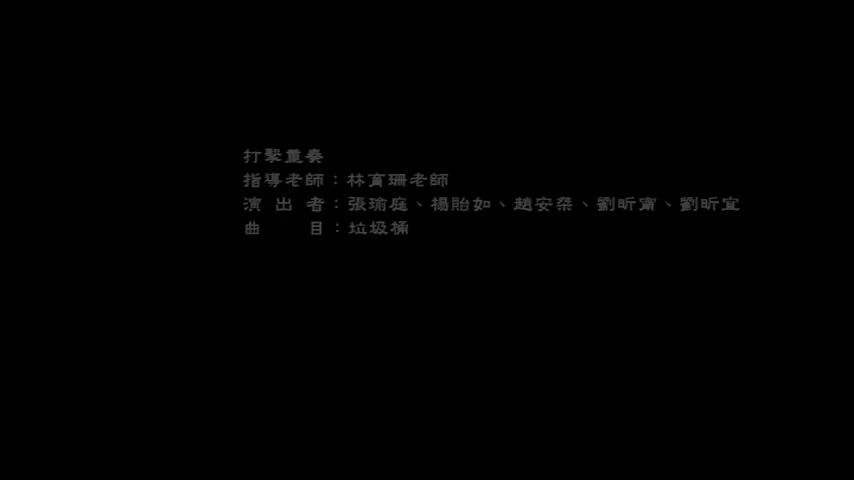 打擊重奏
指導老師：林育珊老師
演 出 者：張瑜庭、楊貽如、趙安棻、劉昕甯、劉昕宜
曲 目：垃圾桶